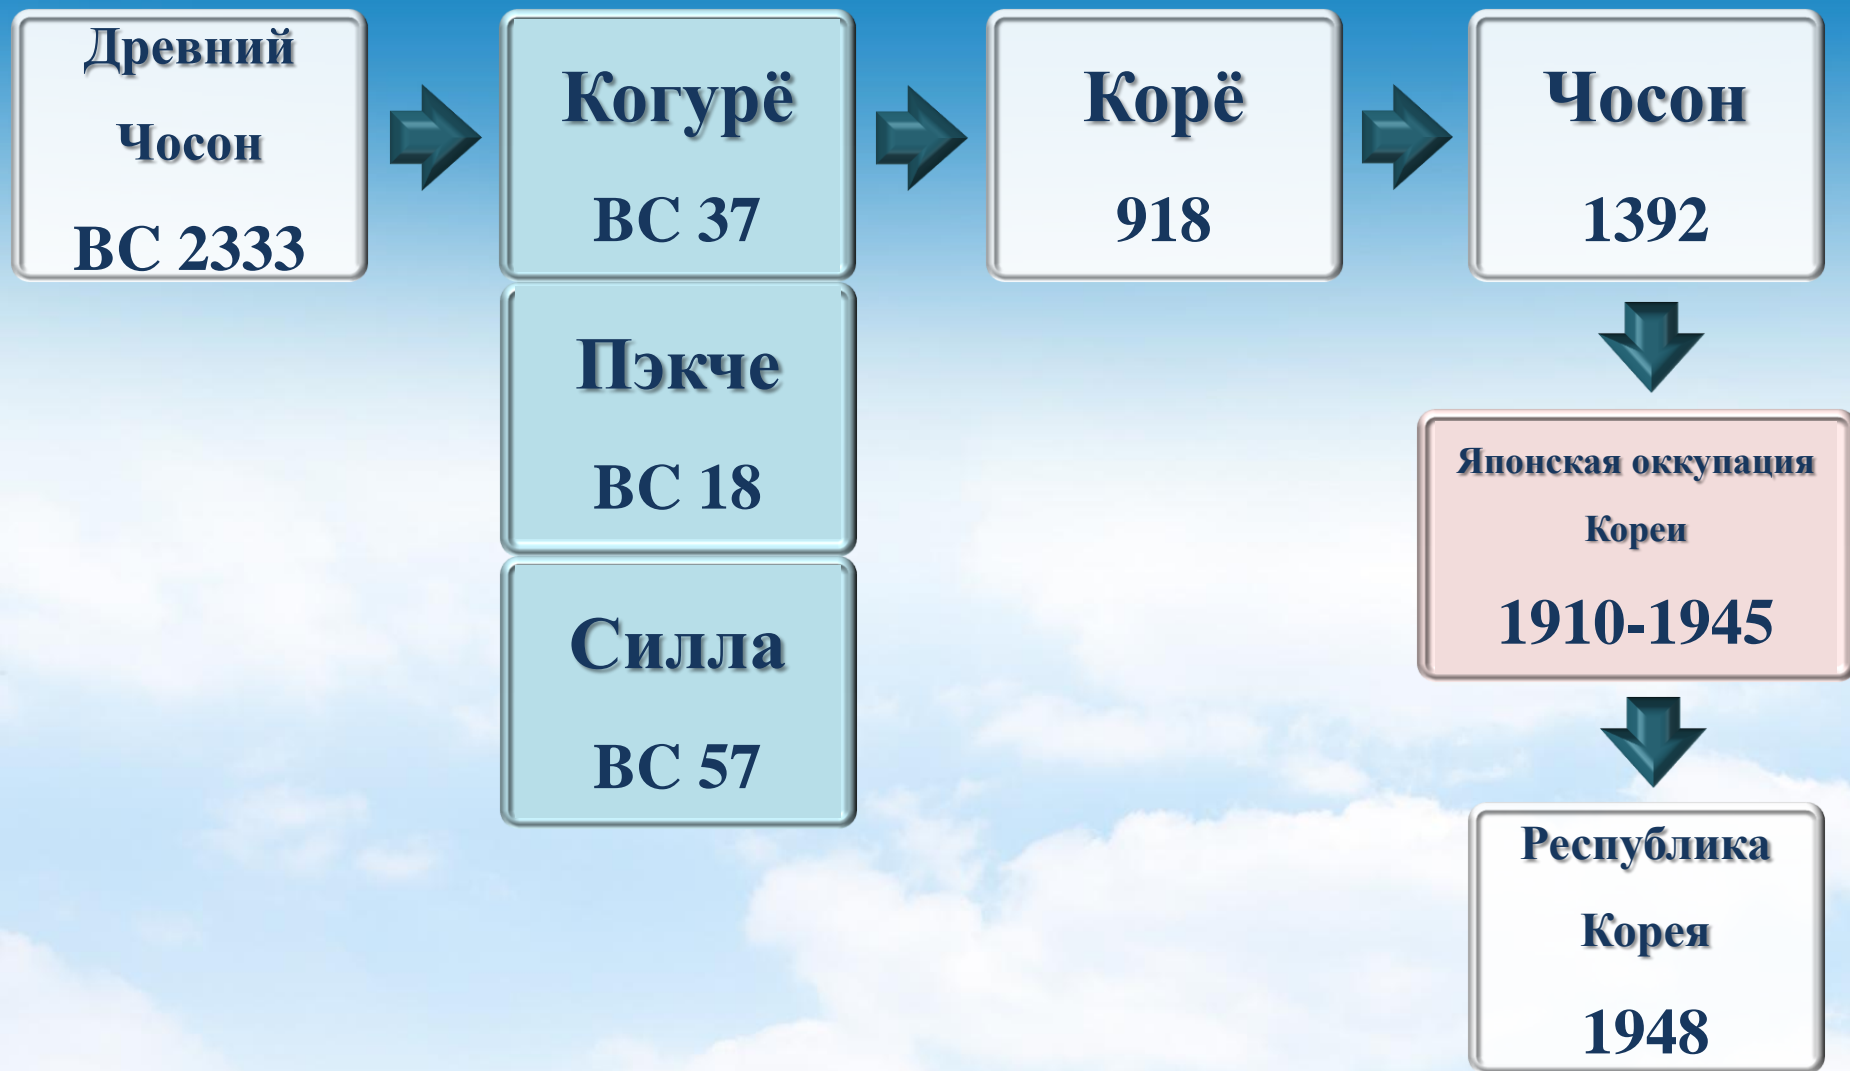 Древний
Чосон
BC 2333
Когурё
BC 37
Пэкче
BC 18
Силла
BC 57
Корё
918
Чосон
1392
Японская оккупация
Кореи
1910-1945
Республика
Корея
1948